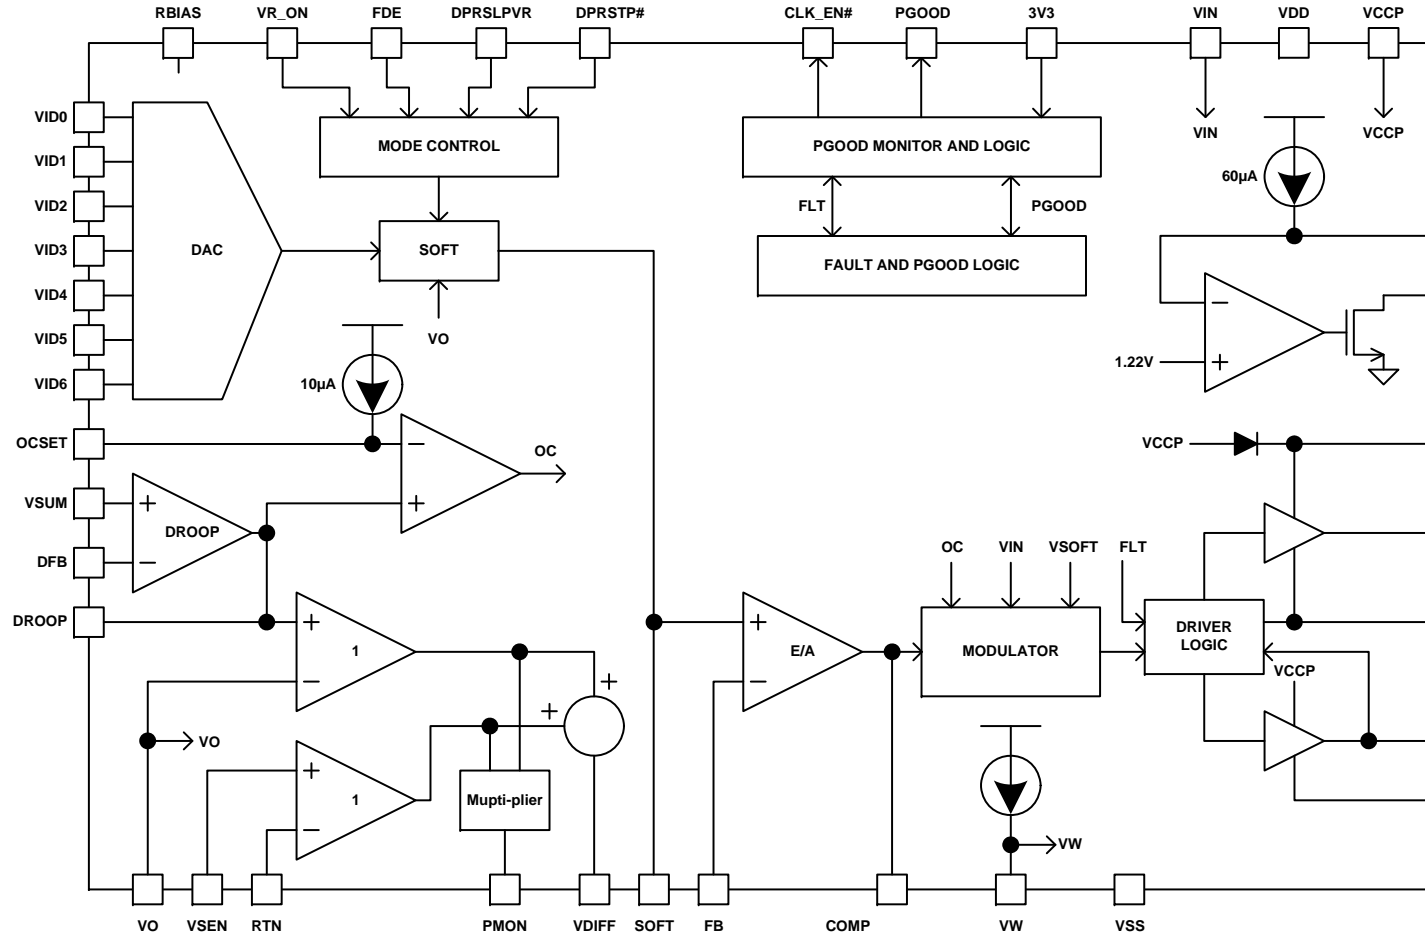 RBIAS VR_ON FDE DPRSLPVR DPRSTP# CLK_EN# PGOOD 3V3 VIN VDD VCCP
VID0
VID1
VID2
VID3
VID4
VID5
VID6
DAC
MODE CONTROL
SOFT
VO
PGOOD MONITOR AND LOGIC
FLT
PGOOD
FAULT AND PGOOD LOGIC
VIN
VCCP
60µA
−
+
1.22V
10µA
OCSET
−
+
OC
VSUM
DFB
+
−
DROOP
DROOP
+
−
1
VO
+
−
1
+
+
Mupti-plier
+
−
E/A
OC
VIN
VSOFT
MODULATOR
VW
VCCP
FLT
DRIVER
LOGIC
VCCP
VO VSEN RTN PMON VDIFF SOFT FB COMP VW VSS